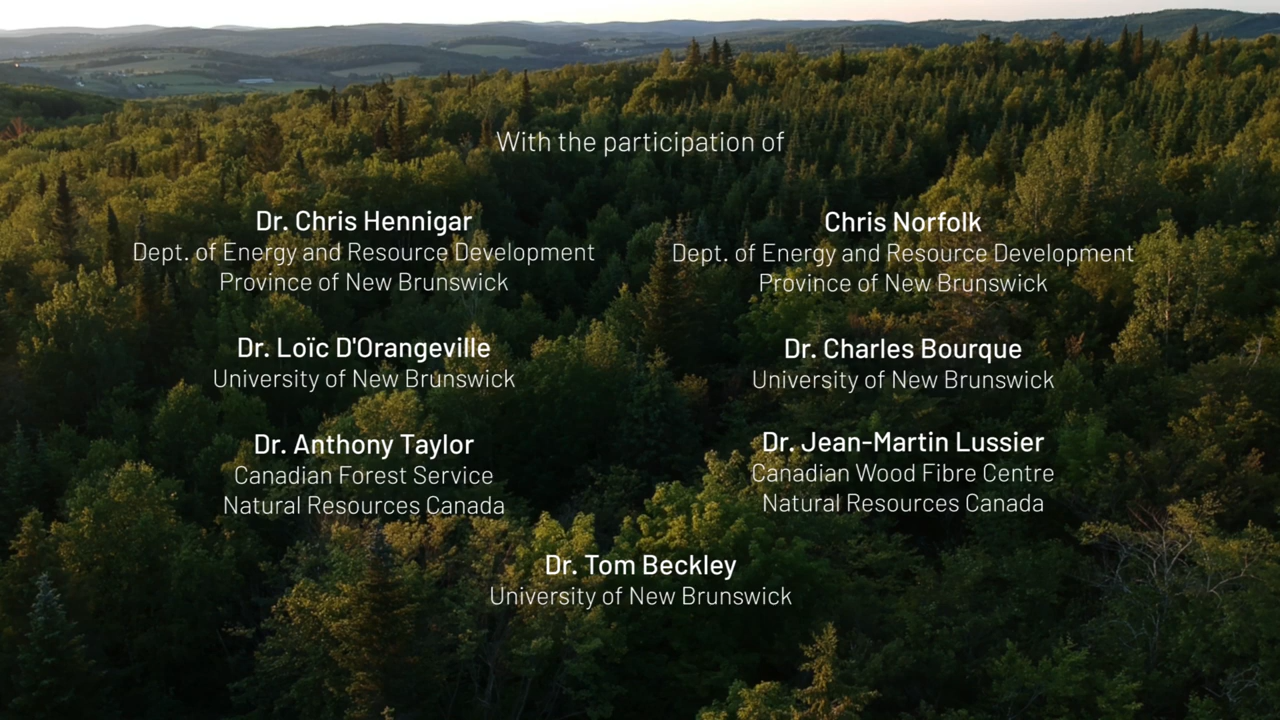 With the participation of
Dr. Chris Hennigar
Dept. of Energy and Resource Development
Province of New Brunswick
Chris Norfolk
Dept. of Energy and Resource Development
Province of New Brunswick
Dr. Loïc D'Orangeville
University of New Brunswick
Dr. Charles Bourque
University of New Brunswick
Dr. Anthony Taylor
Canadian Forest Service
Natural Resources Canada
Dr. Jean-Martin Lussier
Canadian Wood Fibre Centre
Natural Resources Canada
Dr. Tom Beckley
University of New Brunswick